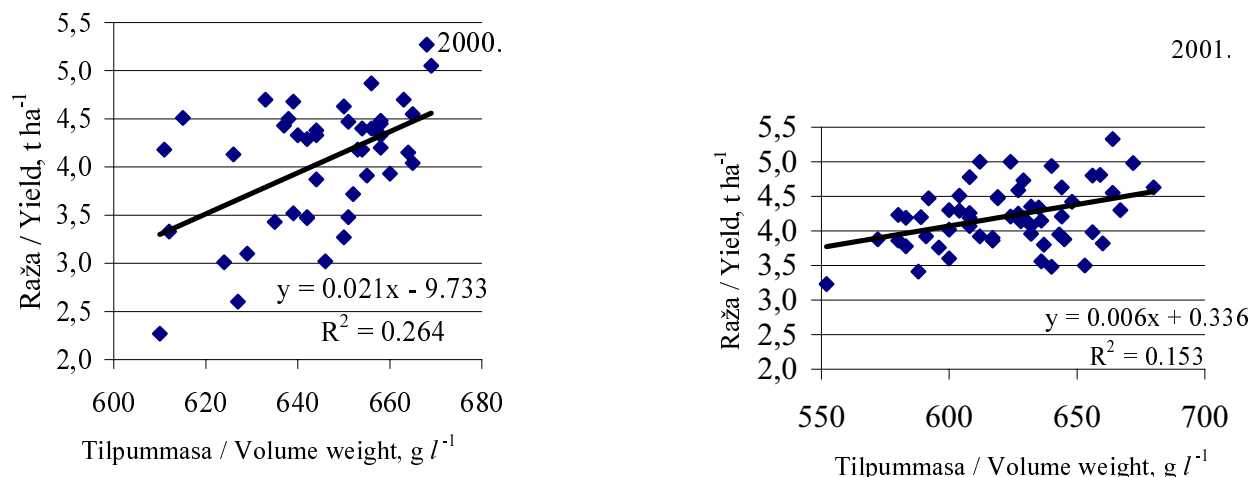 5,5
2000.
5,0
4,5
4,0
3,5
3,0
2,5
2,0
Raža / Yield, t ha⁻¹
y = 0.021x - 9.733
R² = 0.264
600 620 640 660 680
Tilpummasa / Volume weight, g l⁻¹
2001.
5,5
5,0
4,5
4,0
3,5
3,0
2,5
2,0
Raža / Yield, t ha⁻¹
y = 0.006x + 0.336
R² = 0.153
550 600 650 700
Tilpummasa / Volume weight, g l⁻¹